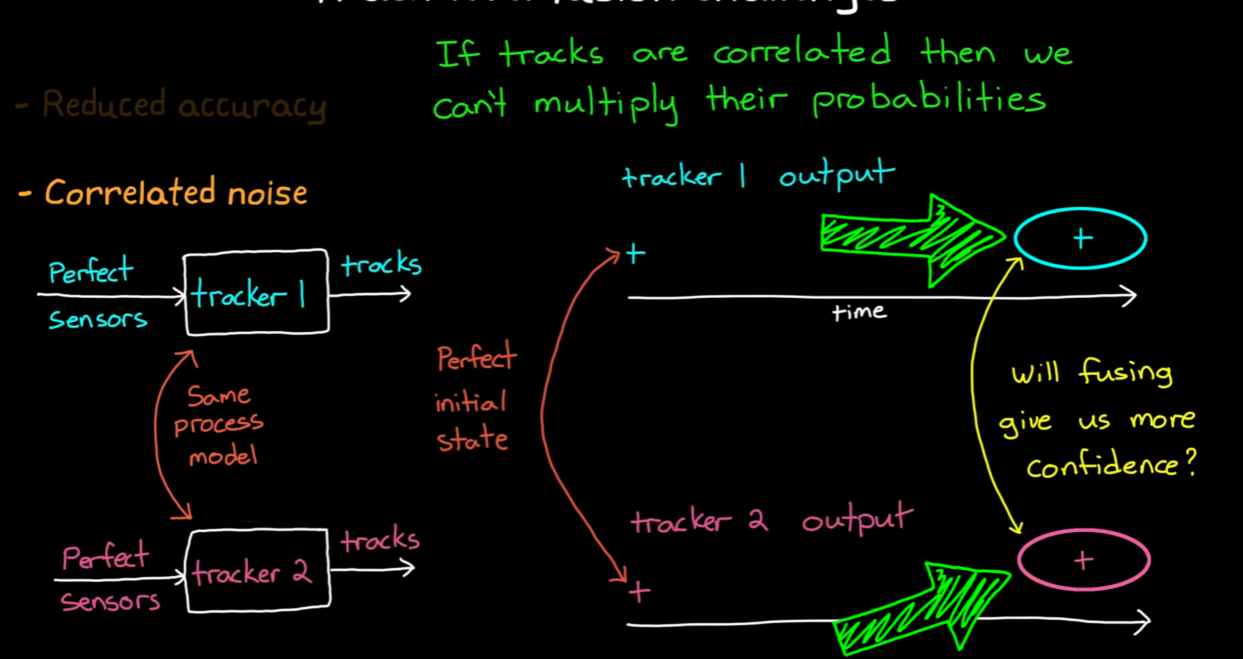 If tracks are correlated then we
can't multiply their probabilities
- Reduced accuracy
- Correlated noise
Perfect
Sensors
tracker 1
tracks
Same
process
model
Perfect
Sensors
tracker 2
tracks
tracker 1 output
+
+
time
Perfect
initial
state
Will fusing
give us more
confidence?
tracker 2 output
+
+